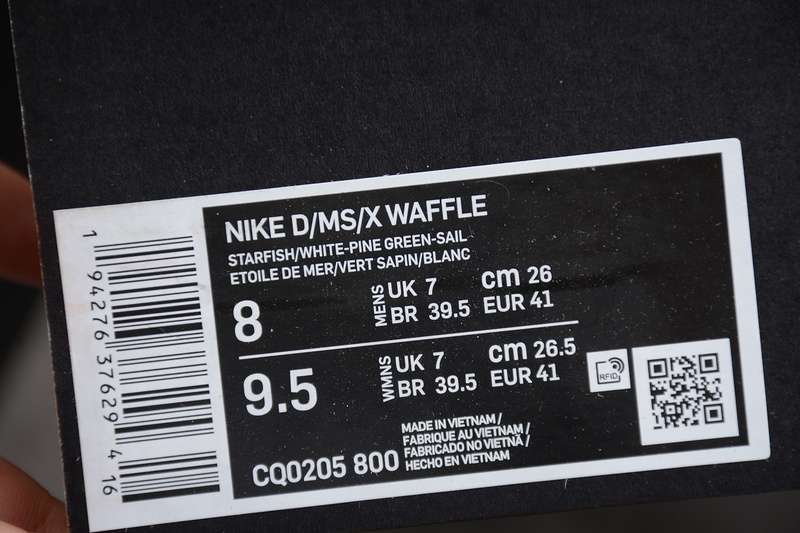 NIKE D/MS/X WAFFLE
STARFISH/WHITE-PINE GREEN-SAIL
ETOILE DE MER/VERT SAPIN/BLANC
8 MENS UK 7 cm 26
BR 39.5 EUR 41
9.5 WMNS UK 7 cm 26.5
BR 39.5 EUR 41
RFID
MADE IN VIETNAM /
FABRIQUE AU VIETNAM /
FABRICADO NO VIETNÃ /
HECHO EN VIETNAM
CQ0205 800
1 94276 37629 4 16